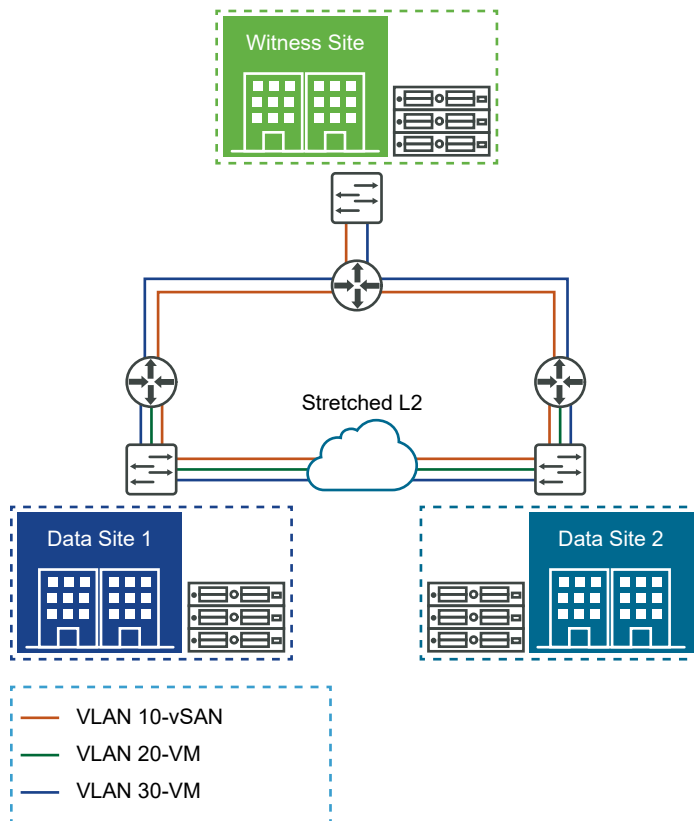 Witness Site
Stretched L2
Data Site 1
Data Site 2
VLAN 10-vSAN
VLAN 20-VM
VLAN 30-VM